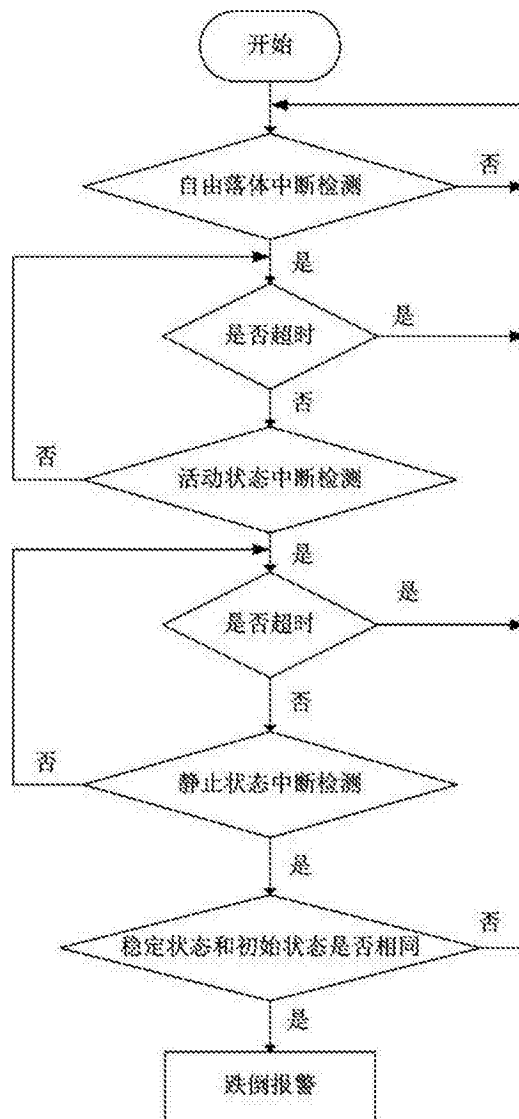 开始
自由落体中断检测
否
是
是否超时
是
否
活动状态中断检测
否
是
是否超时
是
否
静止状态中断检测
否
是
稳定状态和初始状态是否相同
否
是
跌倒报警